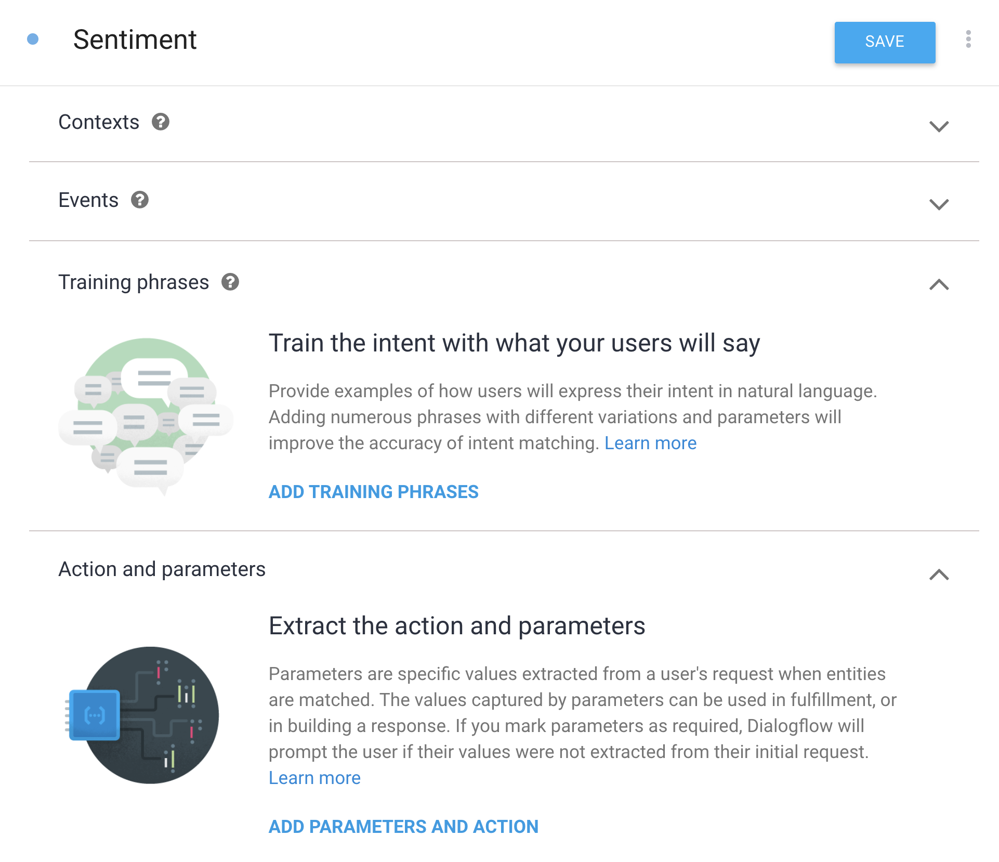 Sentiment
SAVE
Contexts
Events
Training phrases
Train the intent with what your users will say
Provide examples of how users will express their intent in natural language.
Adding numerous phrases with different variations and parameters will
improve the accuracy of intent matching. Learn more
ADD TRAINING PHRASES
Action and parameters
Extract the action and parameters
Parameters are specific values extracted from a user's request when entities
are matched. The values captured by parameters can be used in fulfillment, or
in building a response. If you mark parameters as required, Dialogflow will
prompt the user if their values were not extracted from their initial request.
Learn more
ADD PARAMETERS AND ACTION